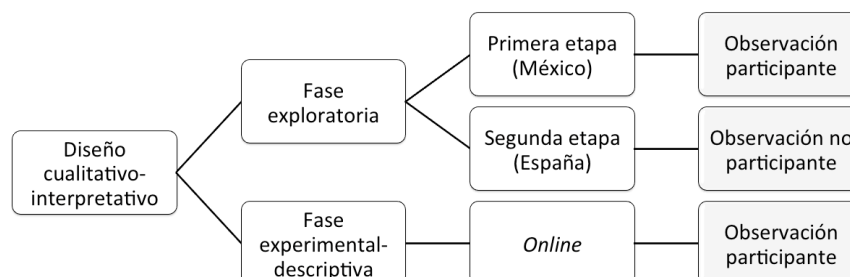 Diseño
cualitativo-
interpretativo
Fase
exploratoria
Primera etapa
(México)
Observación
participante
Segunda etapa
(España)
Observación no
participante
Fase
experimental-
descriptiva
Online
Observación
participante